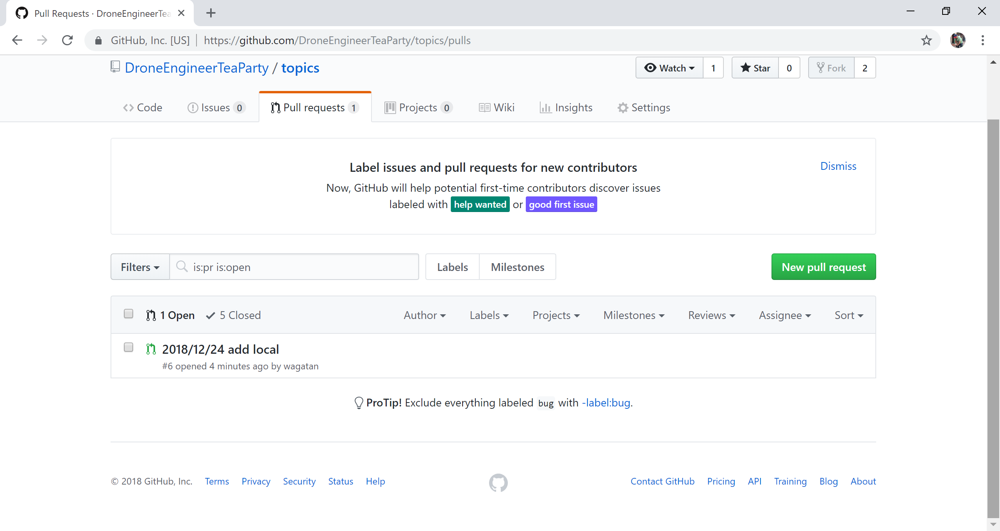 Pull Requests · DroneEngineerTea
GitHub, Inc. [US] https://github.com/DroneEngineerTeaParty/topics/pulls
DroneEngineerTeaParty / topics
Watch 1 Star 0 Fork 2
Code Issues 0 Pull requests 1 Projects 0 Wiki Insights Settings
Label issues and pull requests for new contributors
Dismiss
Now, GitHub will help potential first-time contributors discover issues
labeled with help wanted or good first issue
Filters is:pr is:open Labels Milestones New pull request
1 Open 5 Closed Author Labels Projects Milestones Reviews Assignee Sort
2018/12/24 add local
#6 opened 4 minutes ago by wagatan
ProTip! Exclude everything labeled bug with -label:bug.
© 2018 GitHub, Inc. Terms Privacy Security Status Help Contact GitHub Pricing API Training Blog About